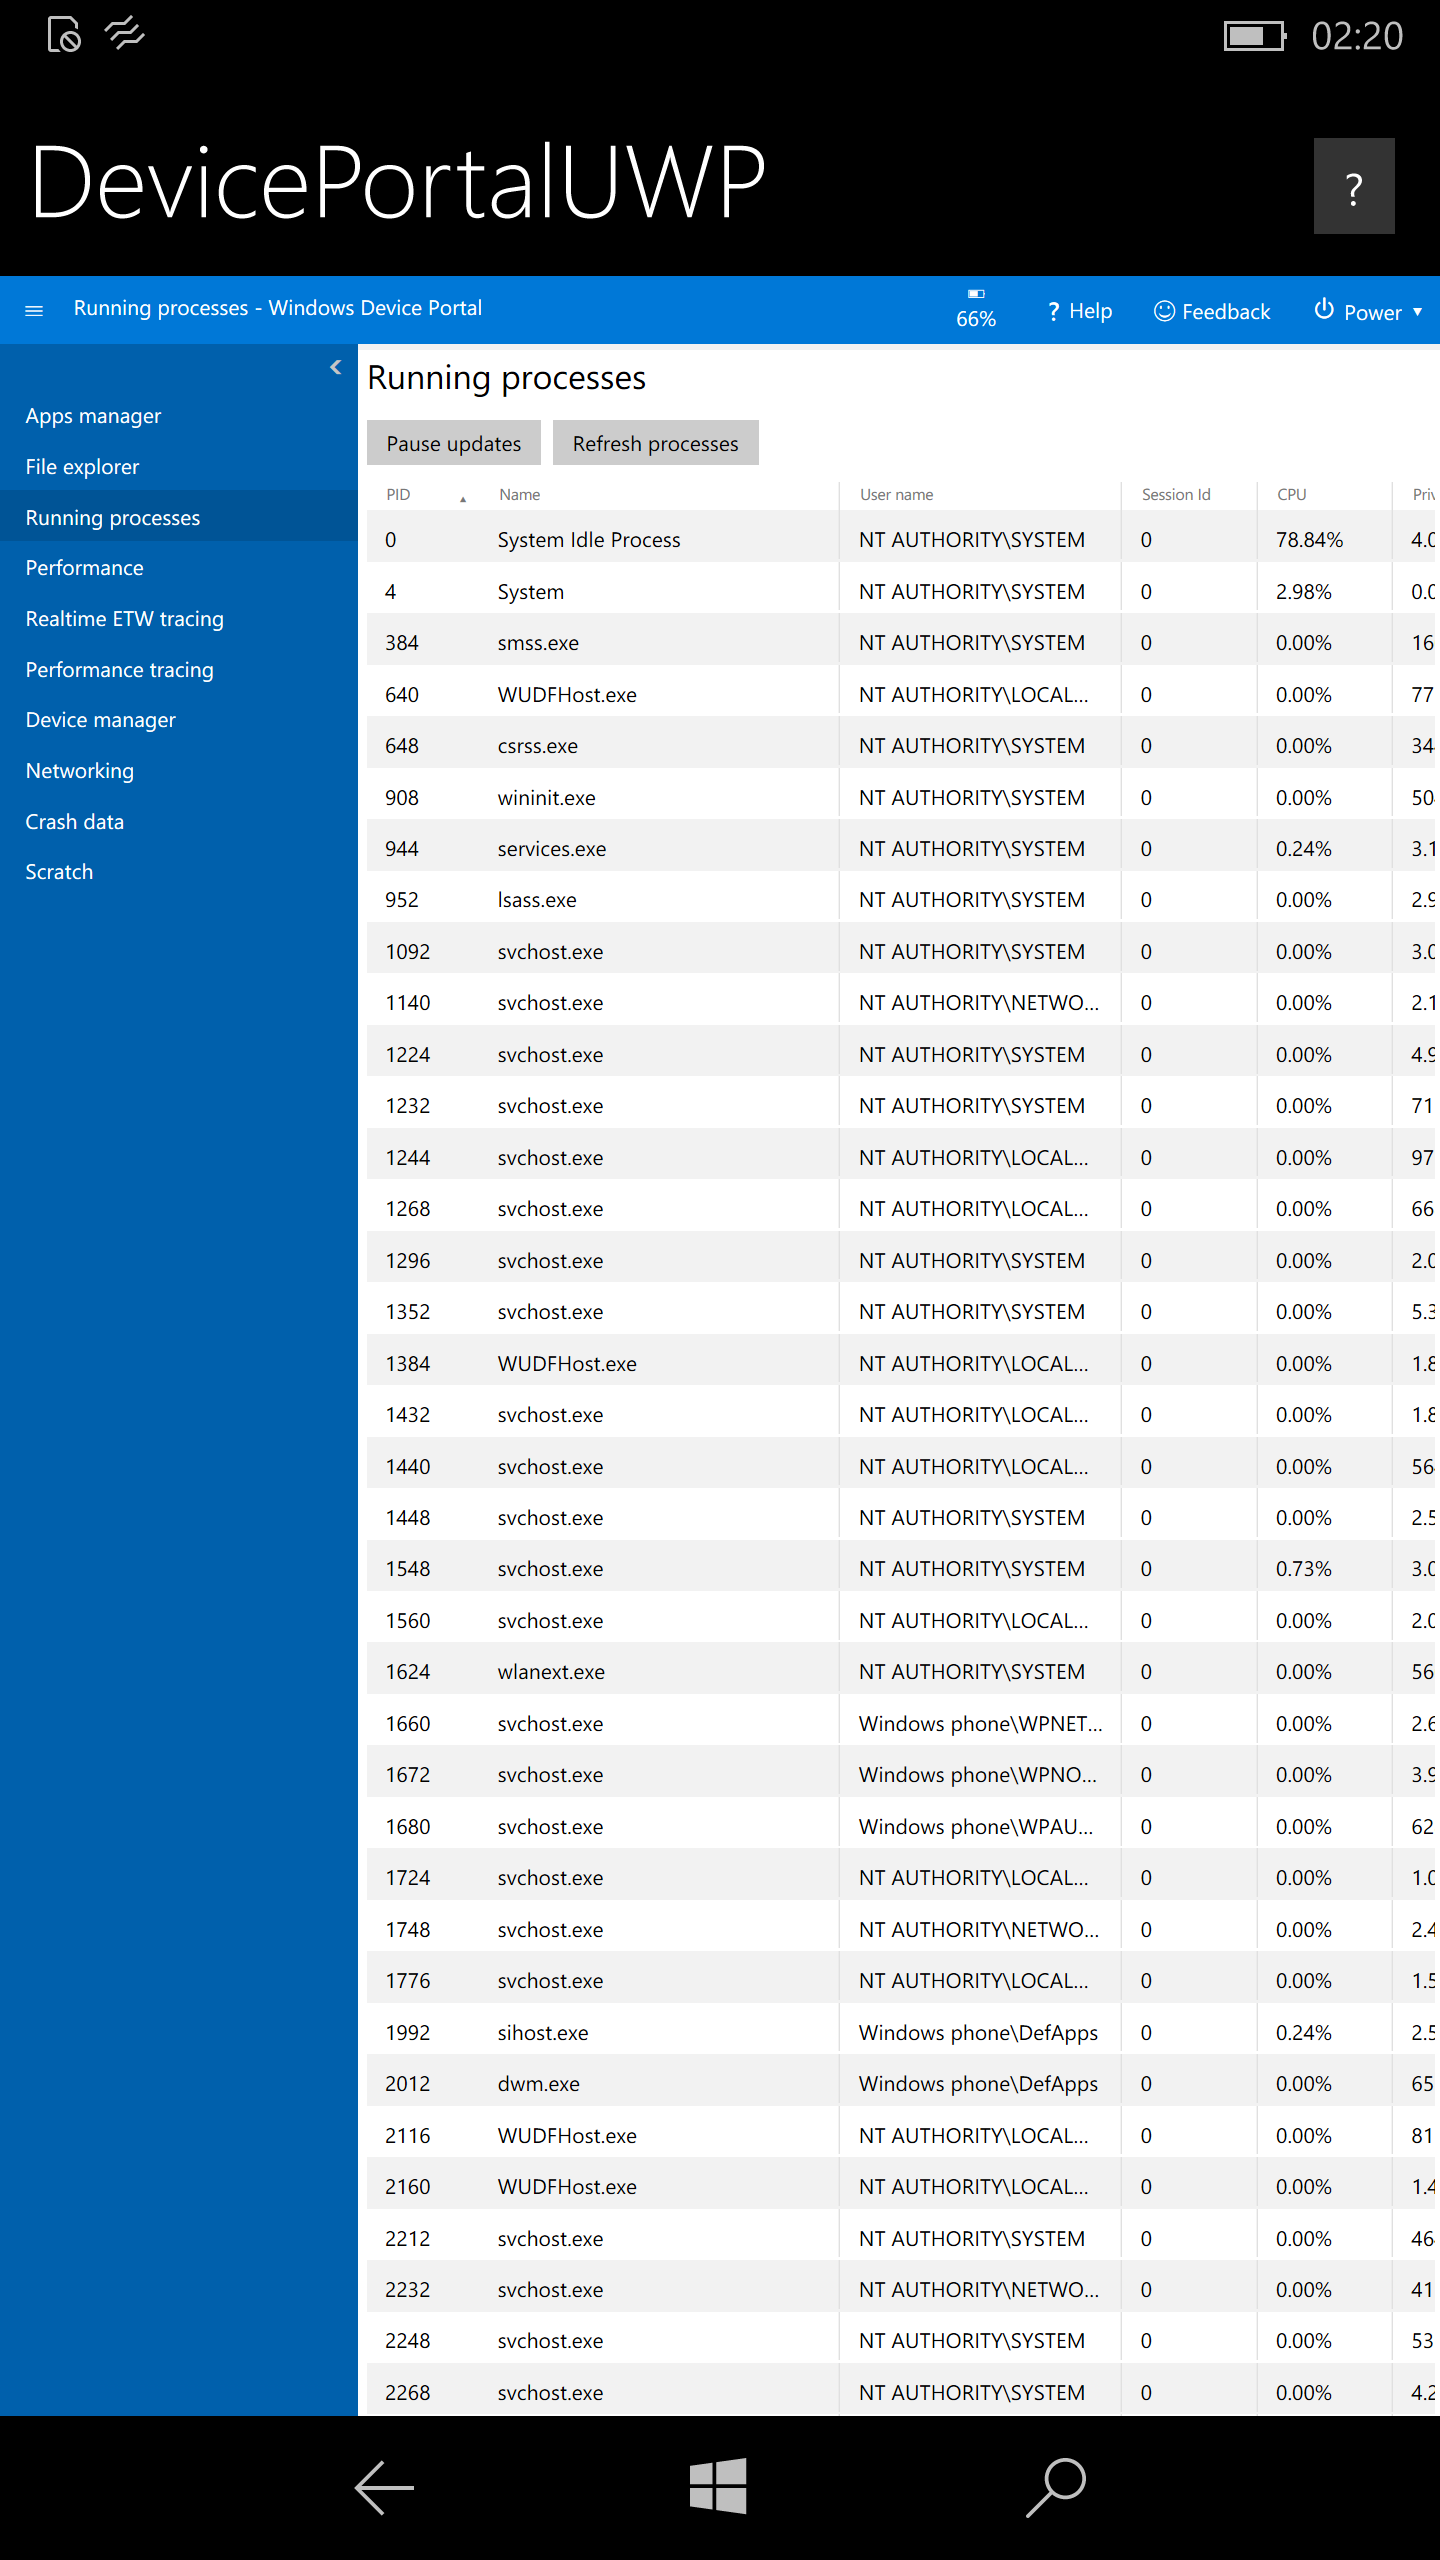 02:20
DevicePortalUWP
?
Running processes - Windows Device Portal
66%
? Help
Feedback
Power
Apps manager
File explorer
Running processes
Performance
Realtime ETW tracing
Performance tracing
Device manager
Networking
Crash data
Scratch
Running processes
Pause updates Refresh processes
PID Name User name Session Id CPU Priv
0 System Idle Process NT AUTHORITY\SYSTEM 0 78.84% 4.0
4 System NT AUTHORITY\SYSTEM 0 2.98% 0.0
384 smss.exe NT AUTHORITY\SYSTEM 0 0.00% 16
640 WUDFHost.exe NT AUTHORITY\LOCAL... 0 0.00% 77
648 csrss.exe NT AUTHORITY\SYSTEM 0 0.00% 34
908 wininit.exe NT AUTHORITY\SYSTEM 0 0.00% 50
944 services.exe NT AUTHORITY\SYSTEM 0 0.24% 3.1
952 lsass.exe NT AUTHORITY\SYSTEM 0 0.00% 2.9
1092 svchost.exe NT AUTHORITY\SYSTEM 0 0.00% 3.0
1140 svchost.exe NT AUTHORITY\NETWO... 0 0.00% 2.1
1224 svchost.exe NT AUTHORITY\SYSTEM 0 0.00% 4.9
1232 svchost.exe NT AUTHORITY\SYSTEM 0 0.00% 71
1244 svchost.exe NT AUTHORITY\LOCAL... 0 0.00% 97
1268 svchost.exe NT AUTHORITY\LOCAL... 0 0.00% 66
1296 svchost.exe NT AUTHORITY\SYSTEM 0 0.00% 2.0
1352 svchost.exe NT AUTHORITY\SYSTEM 0 0.00% 5.3
1384 WUDFHost.exe NT AUTHORITY\LOCAL... 0 0.00% 1.8
1432 svchost.exe NT AUTHORITY\LOCAL... 0 0.00% 1.8
1440 svchost.exe NT AUTHORITY\LOCAL... 0 0.00% 56
1448 svchost.exe NT AUTHORITY\SYSTEM 0 0.00% 2.5
1548 svchost.exe NT AUTHORITY\SYSTEM 0 0.73% 3.0
1560 svchost.exe NT AUTHORITY\LOCAL... 0 0.00% 2.0
1624 wlanext.exe NT AUTHORITY\SYSTEM 0 0.00% 56
1660 svchost.exe Windows phone\WPNET... 0 0.00% 2.6
1672 svchost.exe Windows phone\WPNO... 0 0.00% 3.9
1680 svchost.exe Windows phone\WPAU... 0 0.00% 62
1724 svchost.exe NT AUTHORITY\LOCAL... 0 0.00% 1.0
1748 svchost.exe NT AUTHORITY\NETWO... 0 0.00% 2.4
1776 svchost.exe NT AUTHORITY\LOCAL... 0 0.00% 1.5
1992 sihost.exe Windows phone\DefApps 0 0.24% 2.5
2012 dwm.exe Windows phone\DefApps 0 0.00% 65
2116 WUDFHost.exe NT AUTHORITY\LOCAL... 0 0.00% 81
2160 WUDFHost.exe NT AUTHORITY\LOCAL... 0 0.00% 1.4
2212 svchost.exe NT AUTHORITY\SYSTEM 0 0.00% 46
2232 svchost.exe NT AUTHORITY\NETWO... 0 0.00% 41
2248 svchost.exe NT AUTHORITY\SYSTEM 0 0.00% 53
2268 svchost.exe NT AUTHORITY\SYSTEM 0 0.00% 4.2